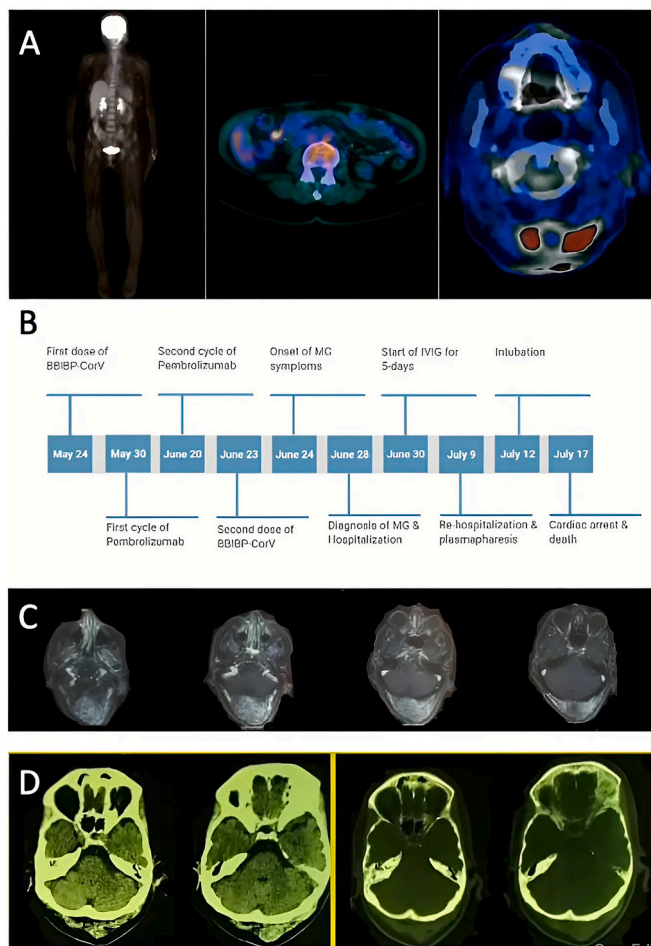 A
B
First dose of
BBIBP-CorV
Second cycle of
Pembrolizumab
Onset of MG
symptoms
Start of IVIG for
5-days
Intubation
May 24
May 30
June 20
June 23
June 24
June 28
June 30
July 9
July 12
July 17
First cycle of
Pembrolizumab
Second dose of
BBIBP-CorV
Diagnosis of MG &
Hospitalization
Re-hospitalization &
plasmapharesis
Cardiac arrest &
death
C
D